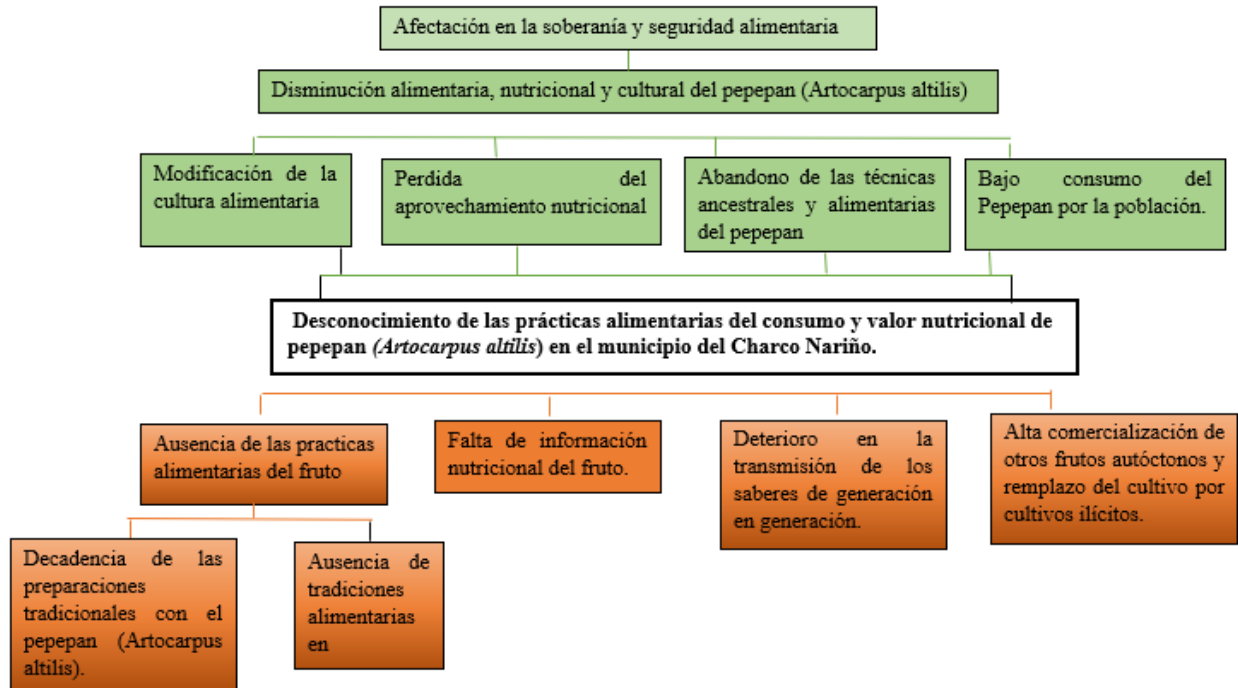 Afectación en la soberanía y seguridad alimentaria
Disminución alimentaria, nutricional y cultural del pepepan (Artocarpus altilis)
Modificación de la
cultura alimentaria
Perdida del
aprovechamiento nutricional
Abandono de las técnicas
ancestrales y alimentarias
del pepepan
Bajo consumo del
Pepepan por la población.
Desconocimiento de las prácticas alimentarias del consumo y valor nutricional de
pepepan (Artocarpus altilis) en el municipio del Charco Nariño.
Ausencia de las practicas
alimentarias del fruto
Falta de información
nutricional del fruto.
Deterioro en la
transmisión de los
saberes de generación
en generación.
Alta comercialización de
otros frutos autóctonos y
remplazo del cultivo por
cultivos ilícitos.
Decadencia de las
preparaciones
tradicionales con el
pepepan (Artocarpus
altilis).
Ausencia de
tradiciones
alimentarias
en